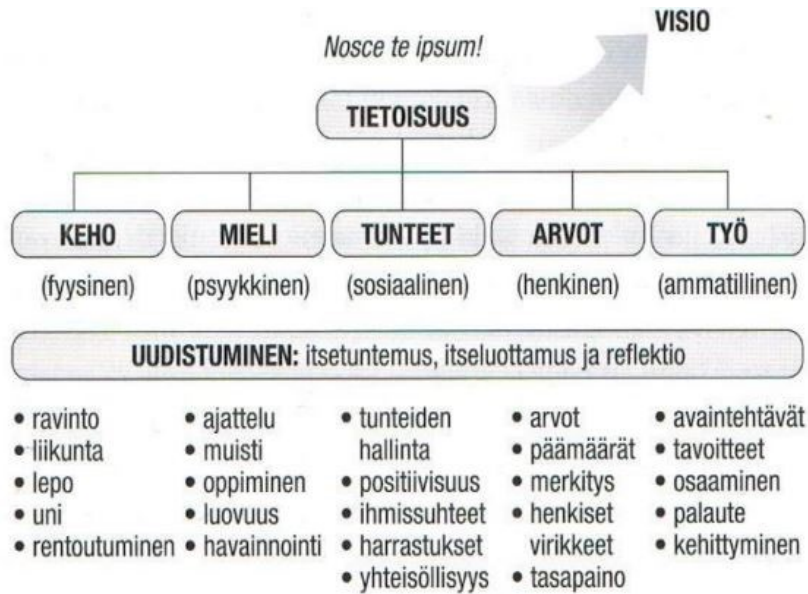 VISIO
Nosce te ipsum!
TIETOISUUS
KEHO
MIELI
TUNTEET
ARVOT
TYÖ
(fyysinen)
(psyykkinen)
(sosiaalinen)
(henkinen)
(ammatillinen)
UUDISTUMINEN: itsetuntemus, itseluottamus ja reflektio
• ravinto
• liikunta
• lepo
• uni
• rentoutuminen
• ajattelu
• muisti
• oppiminen
• luovuus
• havainnointi
• tunteiden
hallinta
• positiivisuus
• ihmissuhteet
• harrastukset
• yhteisöllisyys
• arvot
• päämäärät
• merkitys
• henkiset
virikkeet
• tasapaino
• avaintehtävät
• tavoitteet
• osaaminen
• palaute
• kehittyminen